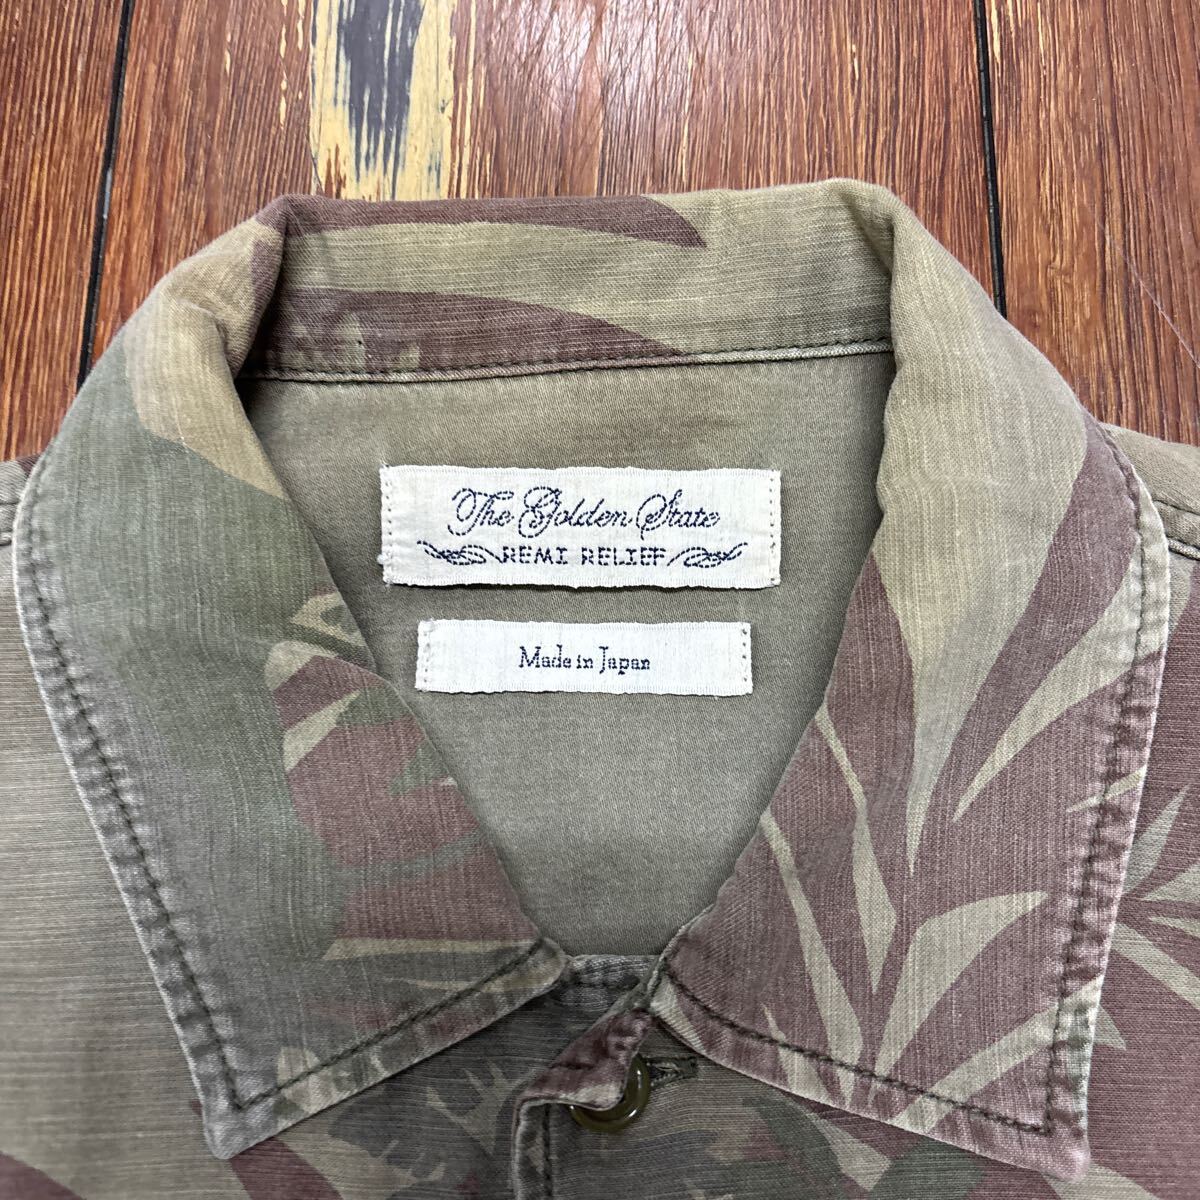 The Golden State
REMI RELIEF
Made in Japan